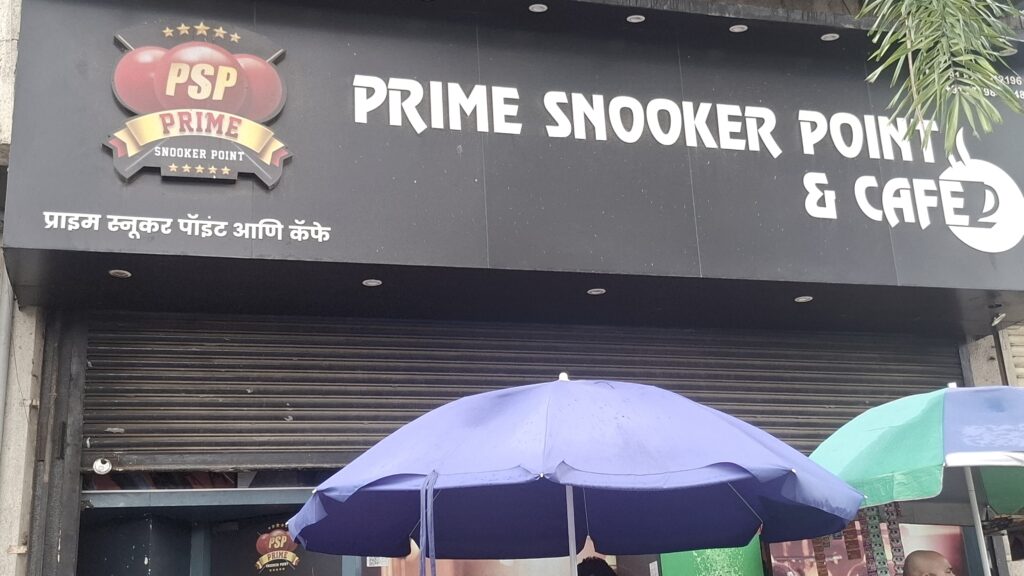 PSP
PRIME
SNOOKER POINT
PRIME SNOOKER POINT
& CAFE
प्राइम स्नूकर पॉइंट आणि कॅफे
PSP
PRIME
SNOOKER POINT